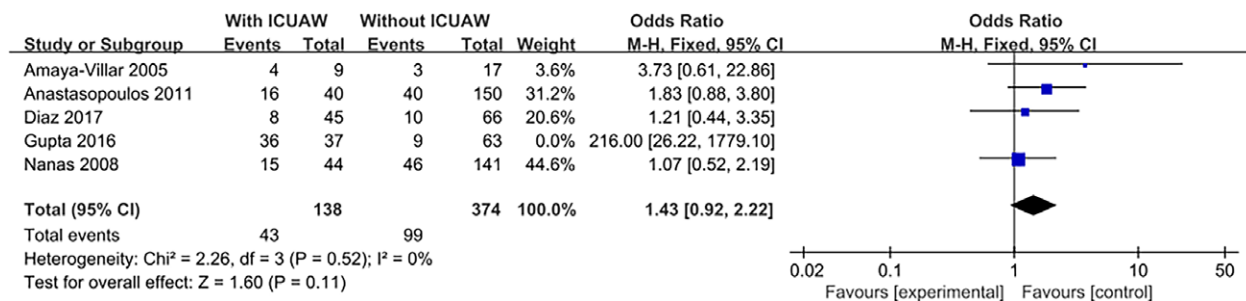 With ICUAW Without ICUAW Odds Ratio Odds Ratio
Study or Subgroup Events Total Events Total Weight M-H, Fixed, 95% CI M-H, Fixed, 95% CI
Amaya-Villar 2005 4 9 3 17 3.6% 3.73 [0.61, 22.86]
Anastasopoulos 2011 16 40 40 150 31.2% 1.83 [0.88, 3.80]
Diaz 2017 8 45 10 66 20.6% 1.21 [0.44, 3.35]
Gupta 2016 36 37 9 63 0.0% 216.00 [26.22, 1779.10]
Nanas 2008 15 44 46 141 44.6% 1.07 [0.52, 2.19]
Total (95% CI) 138 374 100.0% 1.43 [0.92, 2.22]
Total events 43 99
Heterogeneity: Chi² = 2.26, df = 3 (P = 0.52); I² = 0%
Test for overall effect: Z = 1.60 (P = 0.11)
0.02 0.1 1 10 50
Favours [experimental] Favours [control]